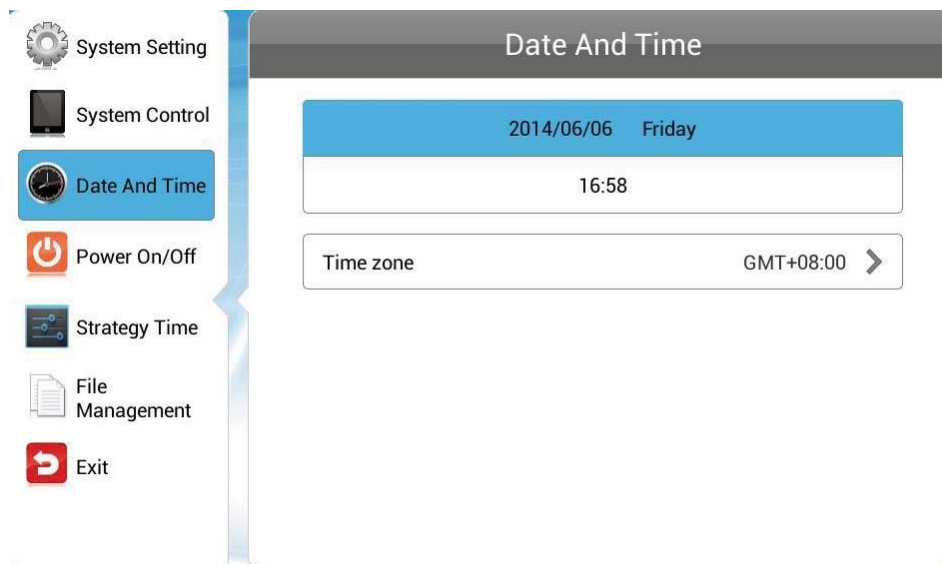 System Setting
System Control
Date And Time
Power On/Off
Strategy Time
File
Management
Exit
Date And Time
2014/06/06 Friday
16:58
Time zone GMT+08:00